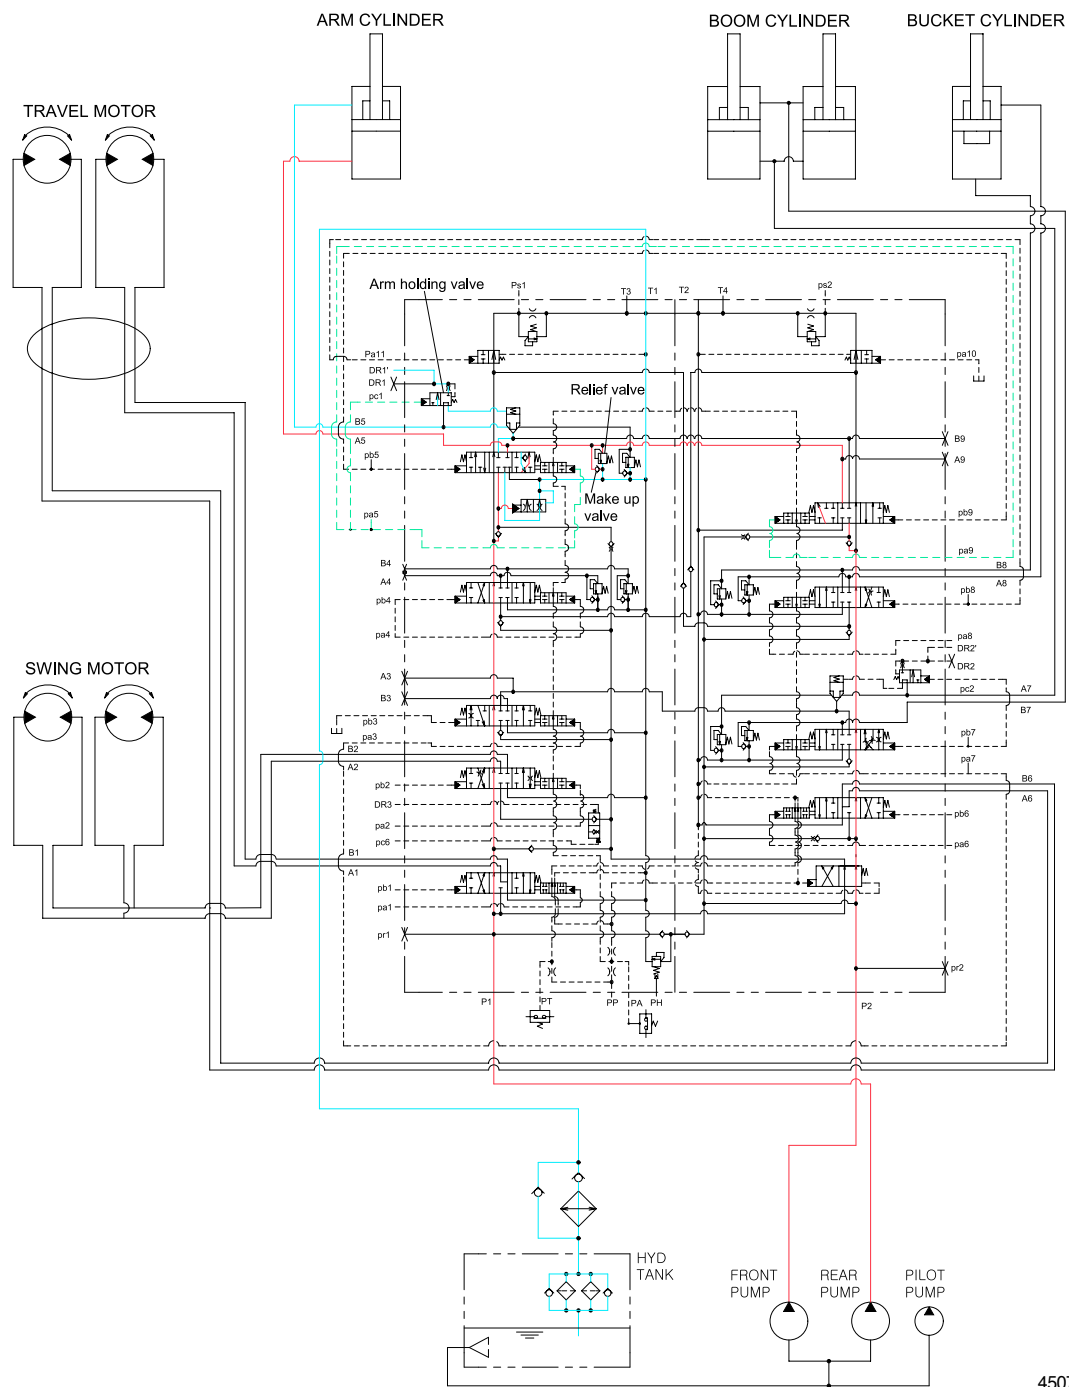 ARM CYLINDER
BOOM CYLINDER
BUCKET CYLINDER
TRAVEL MOTOR
Arm holding valve
Ps1
T3
T1
T2
T4
ps2
Pa11
pa10
DR1'
DR1
pc1
Relief valve
B5
A5
B9
A9
pb5
Make up
valve
pa5
pb9
pa9
B4
A4
B8
A8
pb4
pb8
pa4
pa8
DR2'
DR2
SWING MOTOR
A3
B3
pc2
A7
B7
pb3
pa3
pb7
pa7
B2
A2
B6
A6
pb2
DR3
pa2
pc6
pb6
pa6
B1
A1
pb1
pa1
pr1
pr2
P1
PT
PP
PA
PH
P2
HYD
TANK
FRONT
PUMP
REAR
PUMP
PILOT
PUMP